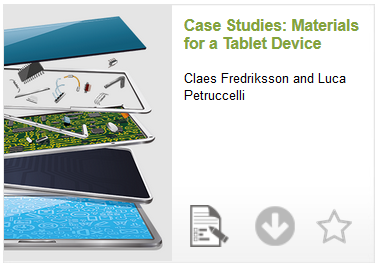 Case Studies: Materials
for a Tablet Device
Claes Fredriksson and Luca
Petruccelli